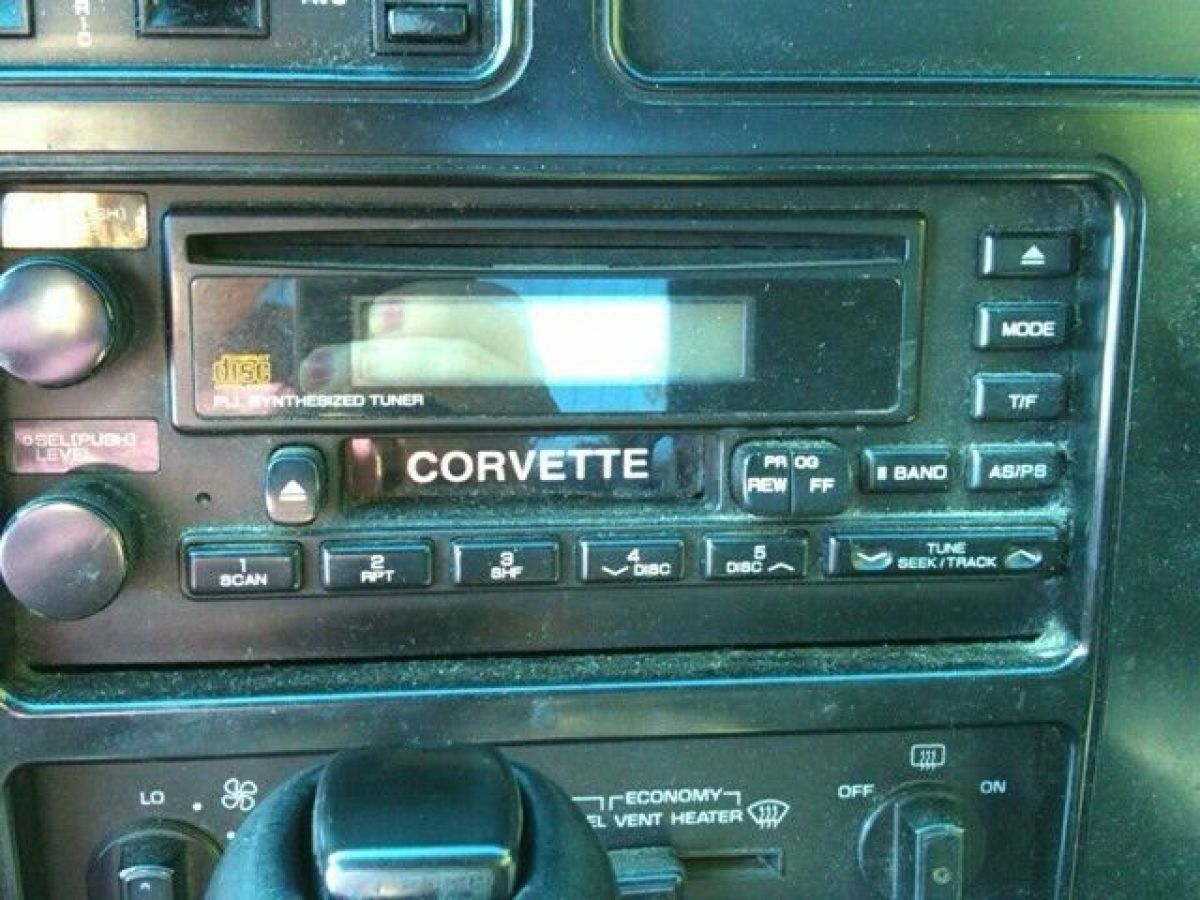 MODE
DISC
PLL SYNTHESIZED TUNER
T/F
SEL[PUSH]
LEVEL
CORVETTE
PROG
REW FF
BAND
AS/PS
1
SCAN
2
RPT
3
SHF
4
DISC
5
DISC
TUNE
SEEK/TRACK
LO
ECONOMY
VENT HEATER
OFF
ON